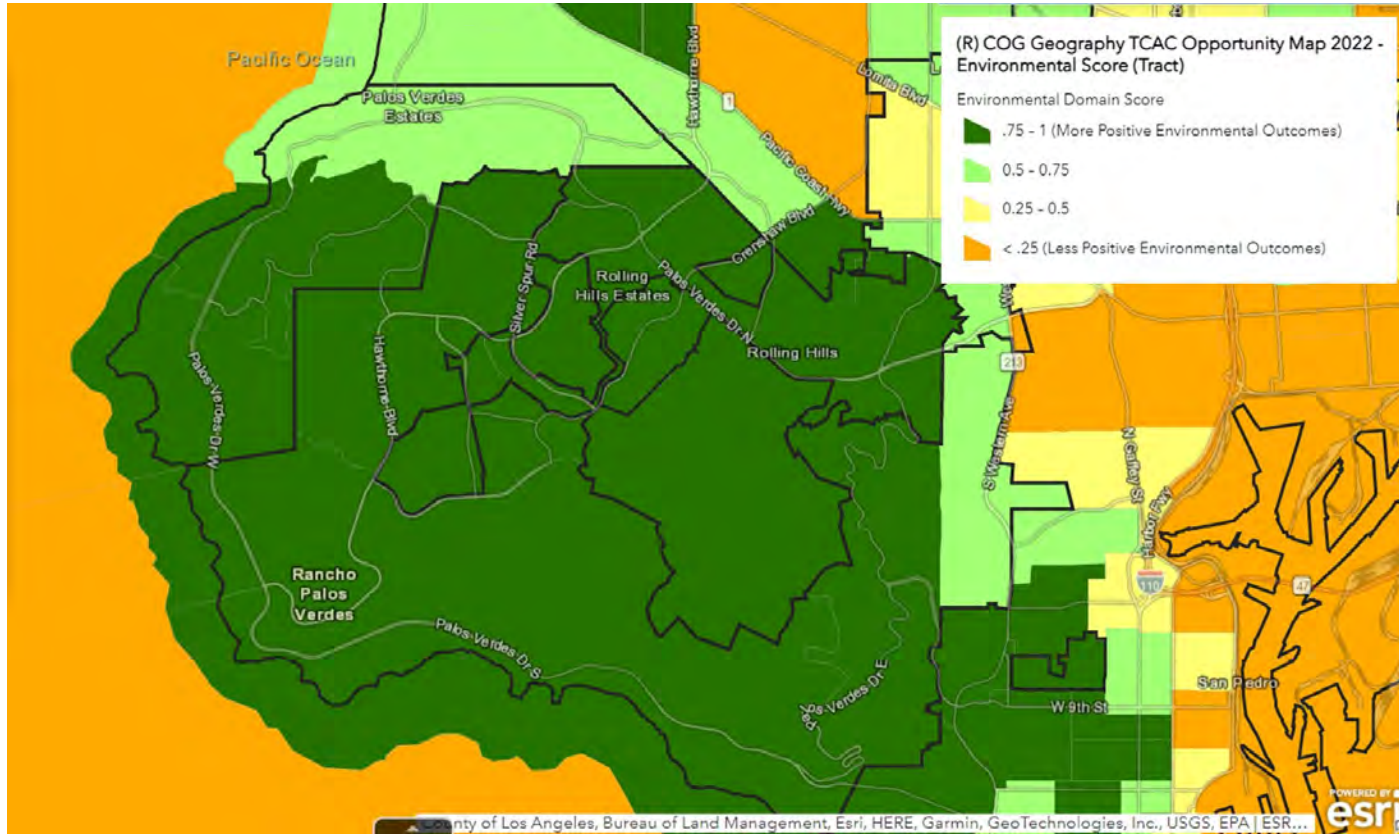 Pacific Ocean
Palos Verdes
Estates
Hawthorne Blvd
1
Lomita Blvd
Pacific Coast Hwy
(R) COG Geography TCAC Opportunity Map 2022 -
Environmental Score (Tract)
Environmental Domain Score
.75 - 1 (More Positive Environmental Outcomes)
0.5 - 0.75
0.25 - 0.5
< .25 (Less Positive Environmental Outcomes)
Crenshaw Blvd
Silver Spur Rd
Rolling
Hills Estates
Palos-Verdes-Dr-N
Rolling Hills
213
Palos-Verdes-Dr-W
Hawthorne-Blvd
S Western Ave
N Gaffey St
Harbor Fwy
110
47
Rancho
Palos
Verdes
Palos-Verdes-Dr-S
San Pedro
W 9th St
County of Los Angeles, Bureau of Land Management, Esri, HERE, Garmin, GeoTechnologies, Inc., USGS, EPA | ESR...
POWERED BY
esri